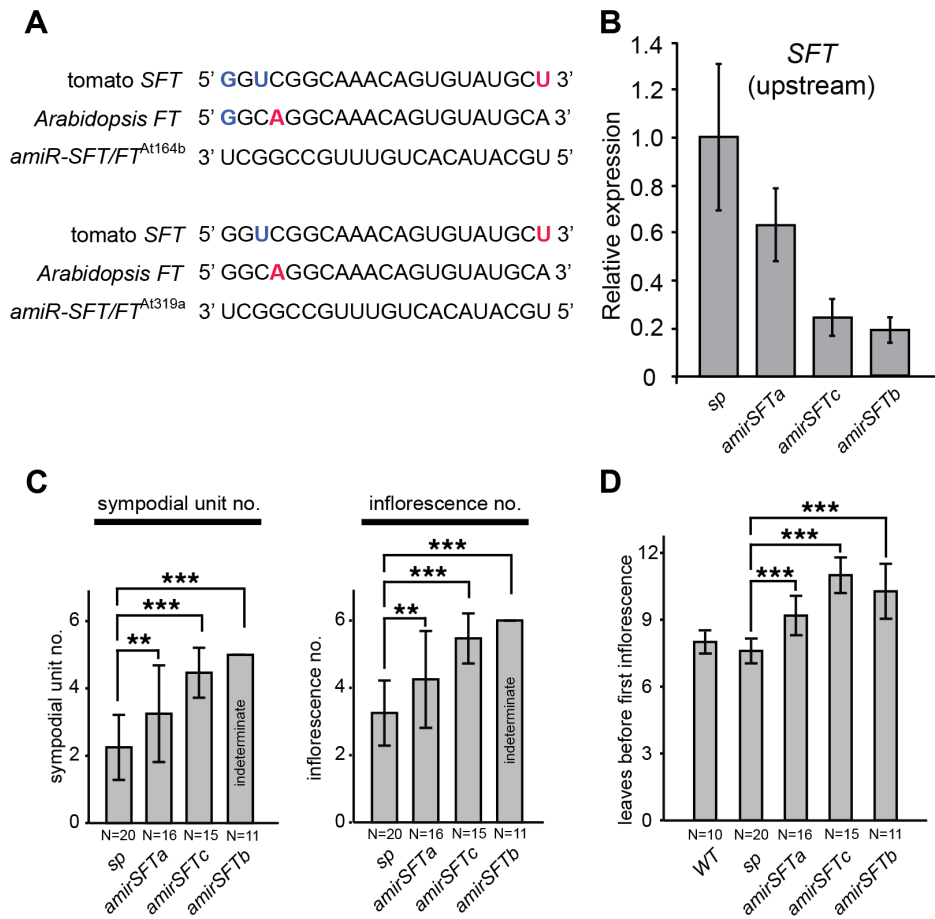 A
tomato SFT 5’ GGUCGGCAAACAGUGUAUGCU 3’
Arabidopsis FT 5’ GGCAGGCAAACAGUGUAUGCA 3’
amiR-SFT/FTAt164b 3’ UCGGCCGUUUGUCACAUACGU 5’
tomato SFT 5’ GGUCGGCAAACAGUGUAUGCU 3’
Arabidopsis FT 5’ GGCAGGCAAACAGUGUAUGCA 3’
amiR-SFT/FTAt319a 3’ UCGGCCGUUUGUCACAUACGU 5’
B
SFT
(upstream)
Relative expression
1.4
1.2
1.0
0.8
0.6
0.4
0.2
0
sp
amirSFTa
amirSFTc
amirSFTb
C
sympodial unit no.
sympodial unit no.
6
4
2
0
***
***
**
indeterminate
N=20 N=16 N=15 N=11
sp
amirSFTa
amirSFTc
amirSFTb
inflorescence no.
inflorescence no.
6
4
2
0
***
***
**
indeterminate
N=20 N=16 N=15 N=11
sp
amirSFTa
amirSFTc
amirSFTb
D
leaves before first inflorescence
12
9
6
3
0
***
***
***
N=10 N=20 N=16 N=15 N=11
WT
sp
amirSFTa
amirSFTc
amirSFTb